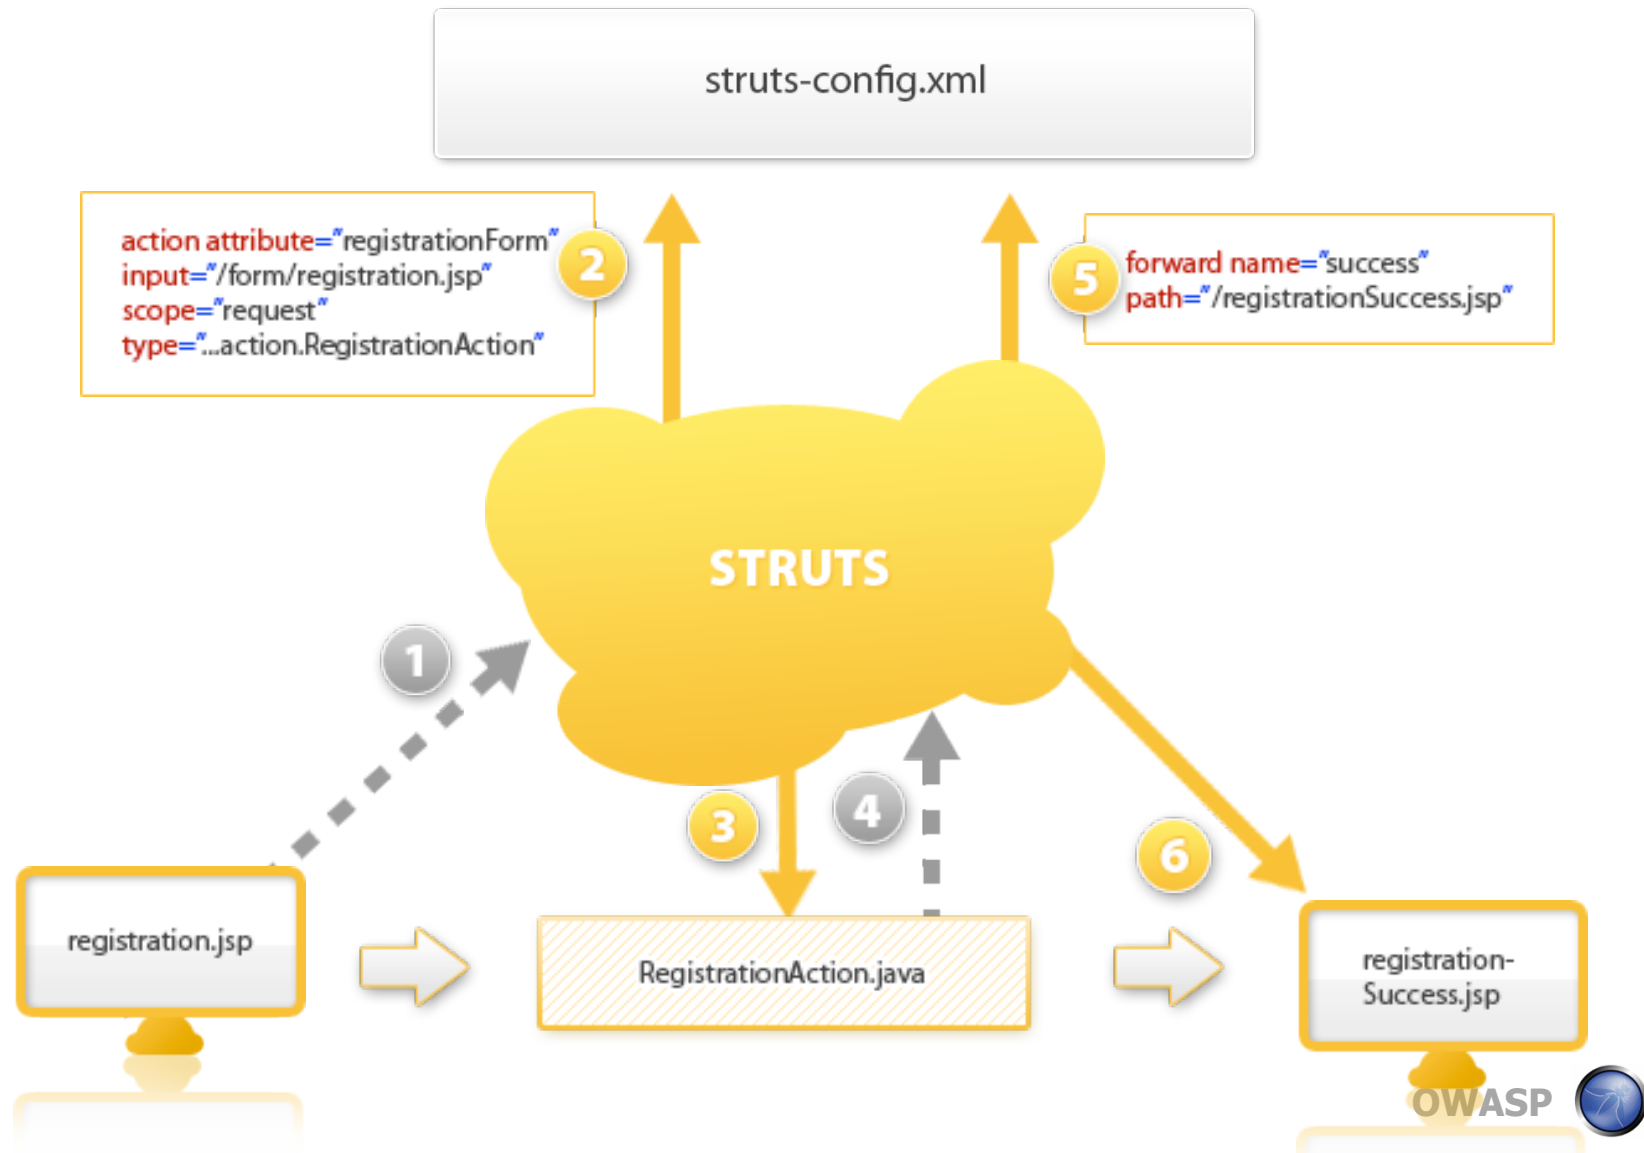 struts-config.xml
action attribute="registrationForm"
input="/form/registration.jsp"
scope="request"
type="...action.RegistrationAction"
2
5
forward name="success"
path="/registrationSuccess.jsp"
STRUTS
1
3
4
6
registration.jsp
RegistrationAction.java
registration-
Success.jsp
OWASP